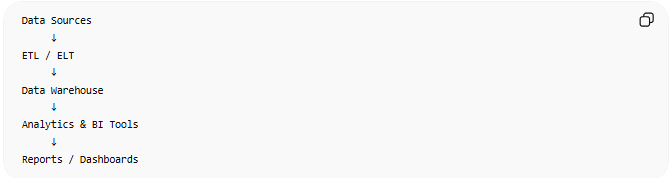 Data Sources
↓
ETL / ELT
↓
Data Warehouse
↓
Analytics & BI Tools
↓
Reports / Dashboards